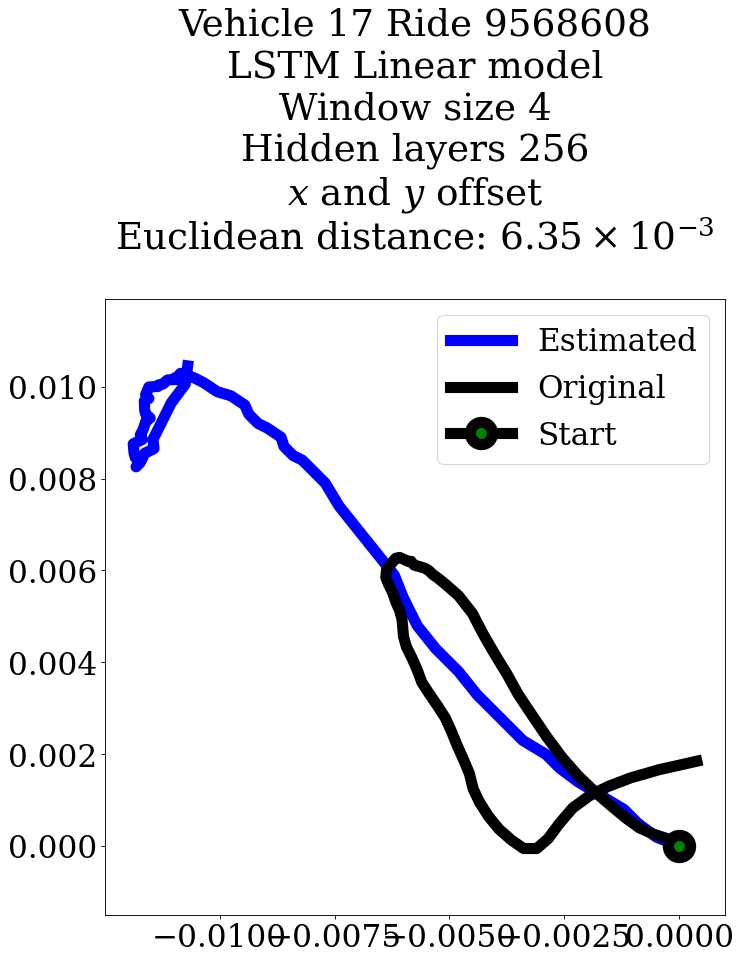 Vehicle 17 Ride 9568608
LSTM Linear model
Window size 4
Hidden layers 256
x and y offset
Euclidean distance: 6.35 × 10⁻³
Estimated
Original
Start
0.010
0.008
0.006
0.004
0.002
0.000
−0.0100 −0.0075 −0.0050 −0.0025 0.0000